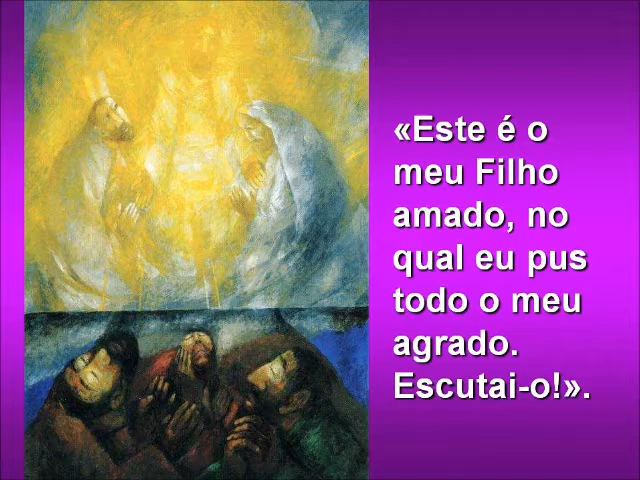 «Este é o
meu Filho
amado, no
qual eu pus
todo o meu
agrado.
Escutai-o!».